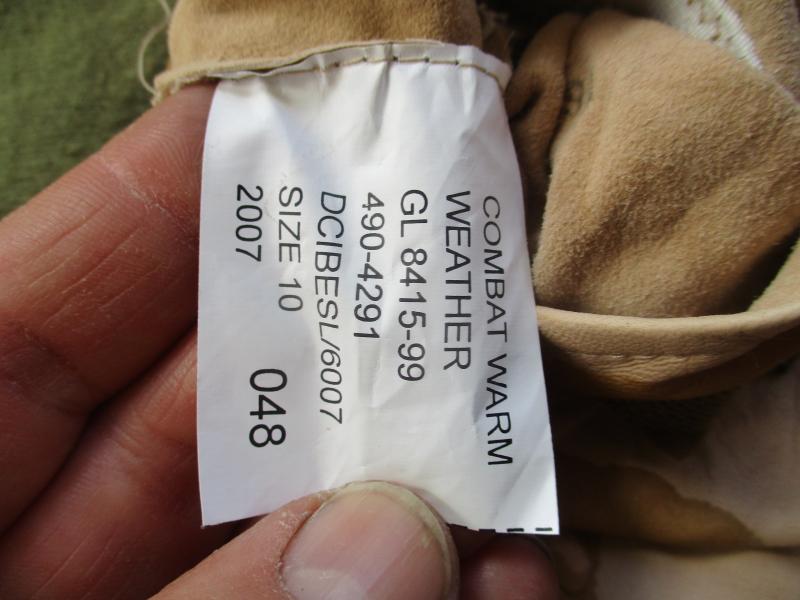 COMBAT WARM
WEATHER
GL 8415-99
490-4291
DCIBESL/6007
SIZE 10
2007 048